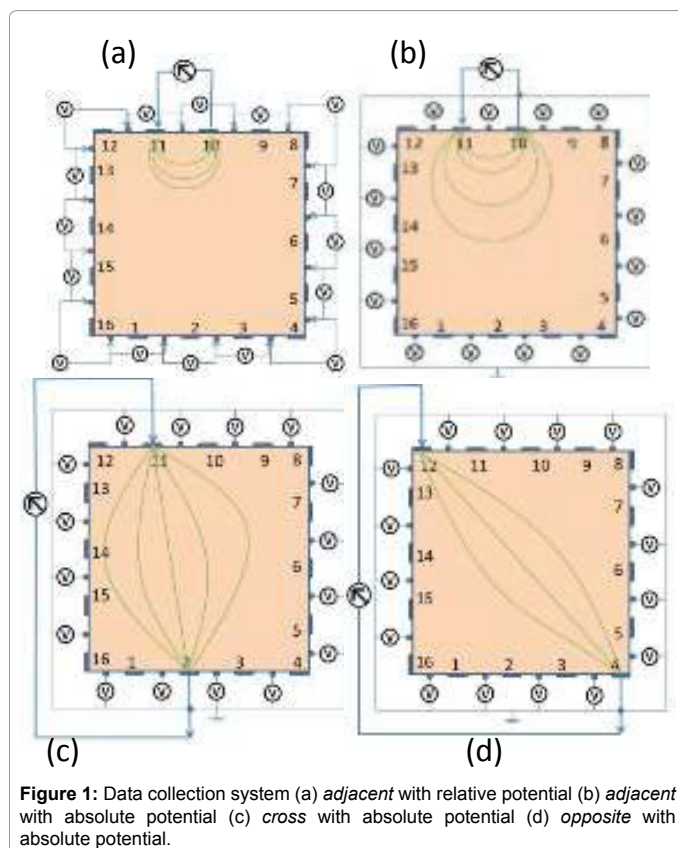 (a)
(b)
V V V V V
12 11 10 9 8
13 7
14 6
15 5
16 1 2 3 4
V V V V
12 11 10 9 8
13 7
14 6
15 5
16 1 2 3 4
V V V V
12 11 10 9 8
13 7
14 6
15 5
16 1 2 3 4
V V V V
12 11 10 9 8
13 7
14 6
15 5
16 1 2 3 4
V V V V
(c)
(d)
Figure 1: Data collection system (a) adjacent with relative potential (b) adjacent
with absolute potential (c) cross with absolute potential (d) opposite with
absolute potential.